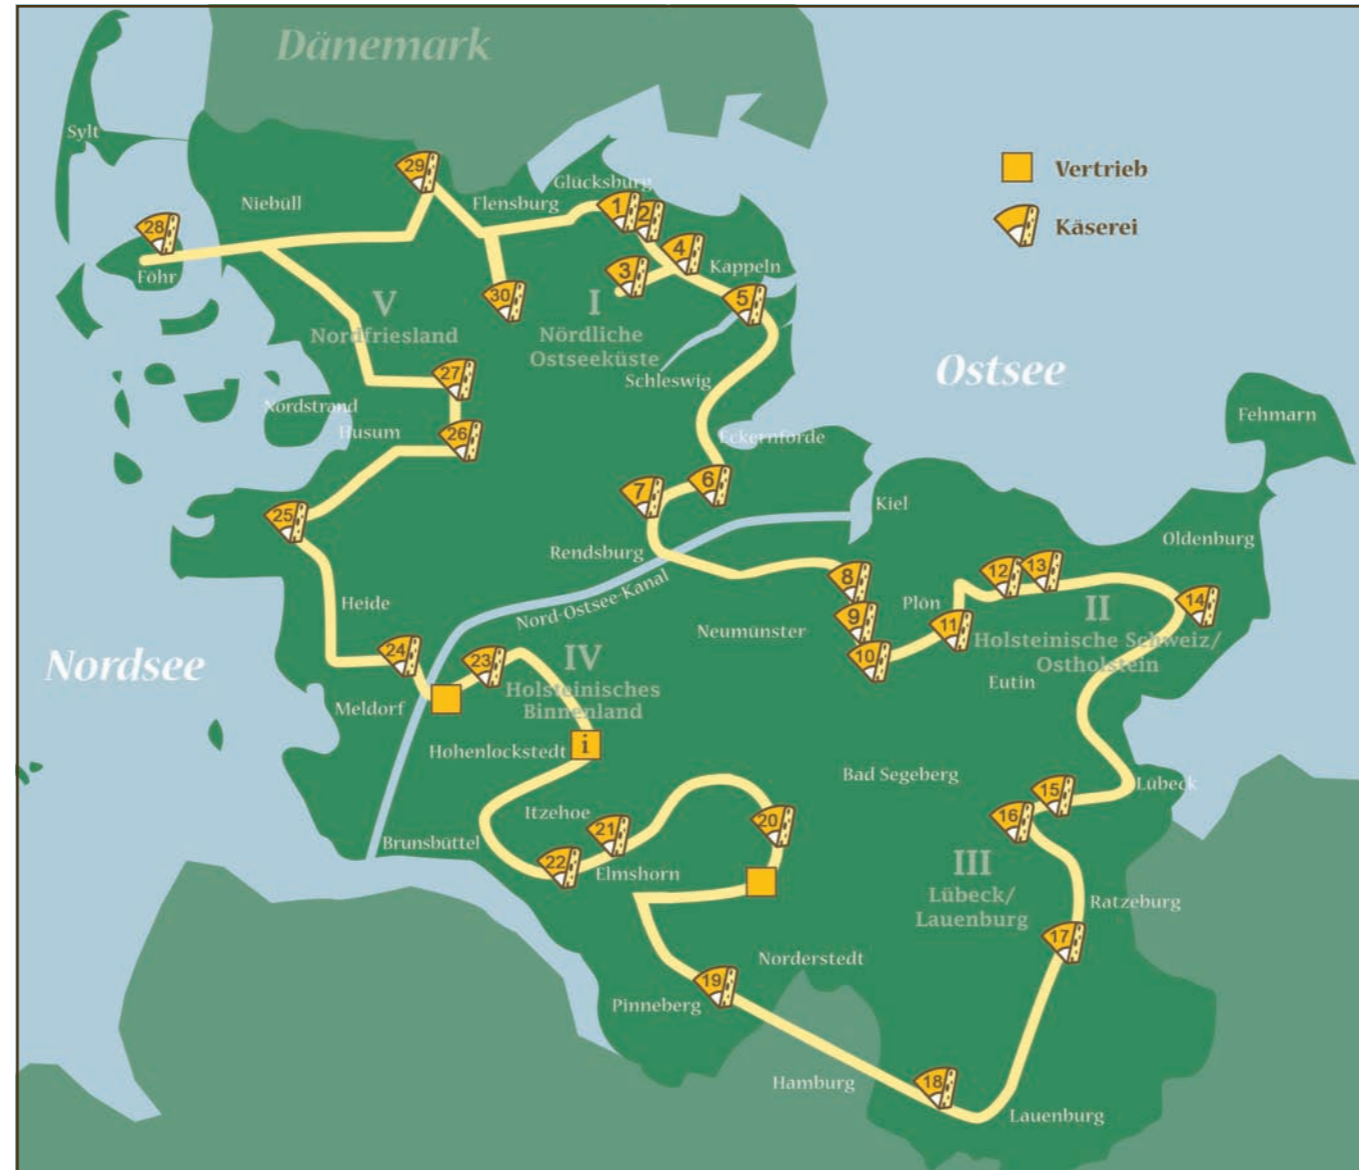 Dänemark
Sylt
29
Glücksburg
Niebüll
Flensburg
1
2
28
4
Föhr
3
Kappeln
30
5
V
Nordfriesland
I
Nördliche
Ostseeküste
Schleswig
27
Nordstrand
Husum
26
Eckernförde
Vertrieb
Käserei
Ostsee
Fehmarn
25
7
6
Kiel
Rendsburg
Oldenburg
Heide
Nord-Ostsee-Kanal
8
12
13
Plön
14
9
11
Neumünster
10
II
Holsteinische Schweiz/
Ostholstein
Eutin
Nordsee
24
23
IV
Holsteinisches
Binnenland
Meldorf
Hohenlockstedt
i
Bad Segeberg
Lübeck
15
Itzehoe
21
20
16
Brunsbüttel
22
Elmshorn
III
Lübeck/
Lauenburg
Ratzeburg
17
Norderstedt
19
Pinneberg
Hamburg
18
Lauenburg